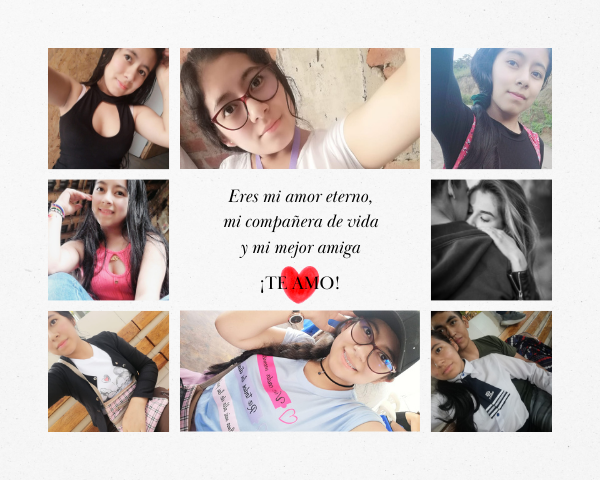 Eres mi amor eterno,
mi compañera de vida
y mi mejor amiga
¡TE AMO!